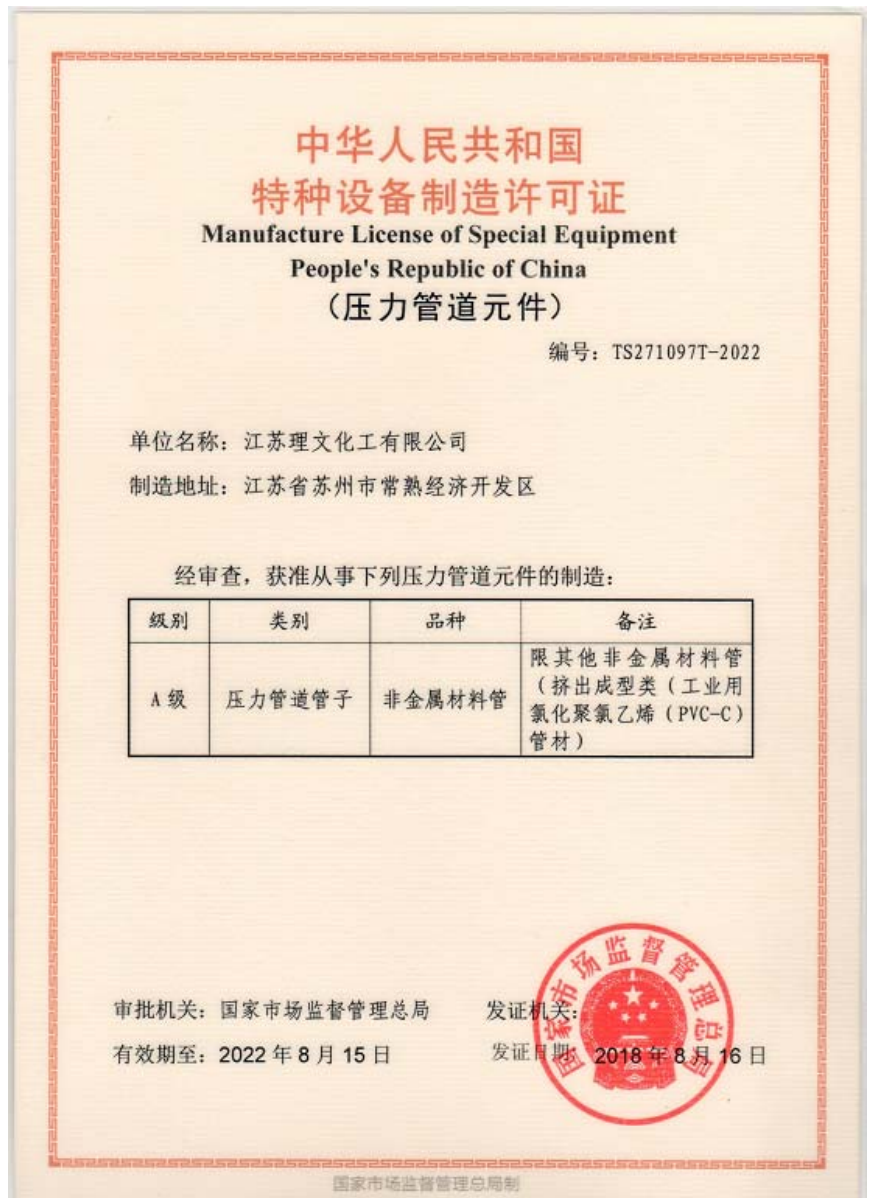 中华人民共和国
特种设备制造许可证
Manufacture License of Special Equipment
People's Republic of China
（压力管道元件）
编号：TS271097T-2022
单位名称：江苏理文化工有限公司
制造地址：江苏省苏州市常熟经济开发区
经审查，获准从事下列压力管道元件的制造：
级别 类别 品种 备注
A级 压力管道管子 非金属材料管 限其他非金属材料管
（挤出成型类（工业用
氯化聚氯乙烯（PVC-C）
管材）
国家市场监督管理总局
审批机关：国家市场监督管理总局 发证机关：
有效期至：2022年8月15日 发证日期：2018年8月16日
国家市场监督管理总局制